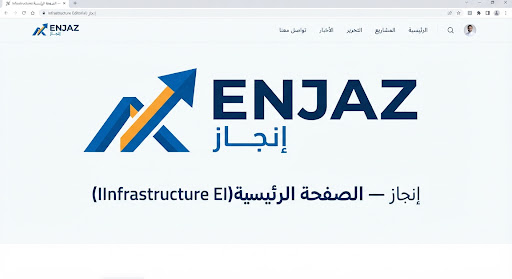 ENJAZ
إنجاز
الرئيسية المشاريع التحرير الأخبار تواصل معنا
ENJAZ
إنجاز
إنجاز — الصفحة الرئيسية(IInfrastructure EI)